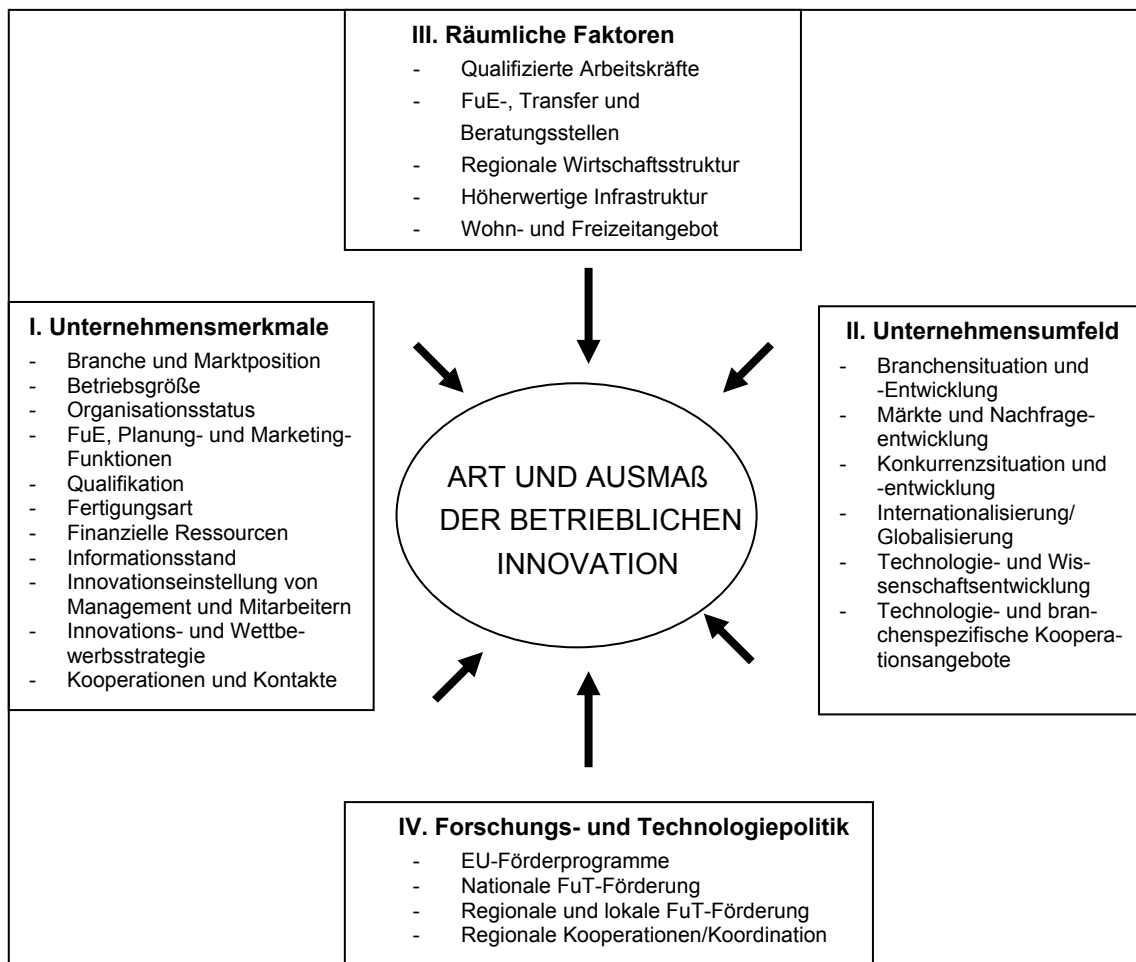 III. Räumliche Faktoren
- Qualifizierte Arbeitskräfte
- FuE-, Transfer und
Beratungsstellen
- Regionale Wirtschaftsstruktur
- Höherwertige Infrastruktur
- Wohn- und Freizeitangebot
I. Unternehmensmerkmale
- Branche und Marktposition
- Betriebsgröße
- Organisationsstatus
- FuE, Planung- und Marketing-
Funktionen
- Qualifikation
- Fertigungsart
- Finanzielle Ressourcen
- Informationsstand
- Innovationseinstellung von
Management und Mitarbeitern
- Innovations- und Wettbe-
werbsstrategie
- Kooperationen und Kontakte
ART UND AUSMAß
DER BETRIEBLICHEN
INNOVATION
II. Unternehmensumfeld
- Branchensituation und
-Entwicklung
- Märkte und Nachfrage-
entwicklung
- Konkurrenzsituation und
-entwicklung
- Internationalisierung/
Globalisierung
- Technologie- und Wis-
senschaftsentwicklung
- Technologie- und bran-
chenspezifische Koopera-
tionsangebote
IV. Forschungs- und Technologiepolitik
- EU-Förderprogramme
- Nationale FuT-Förderung
- Regionale und lokale FuT-Förderung
- Regionale Kooperationen/Koordination